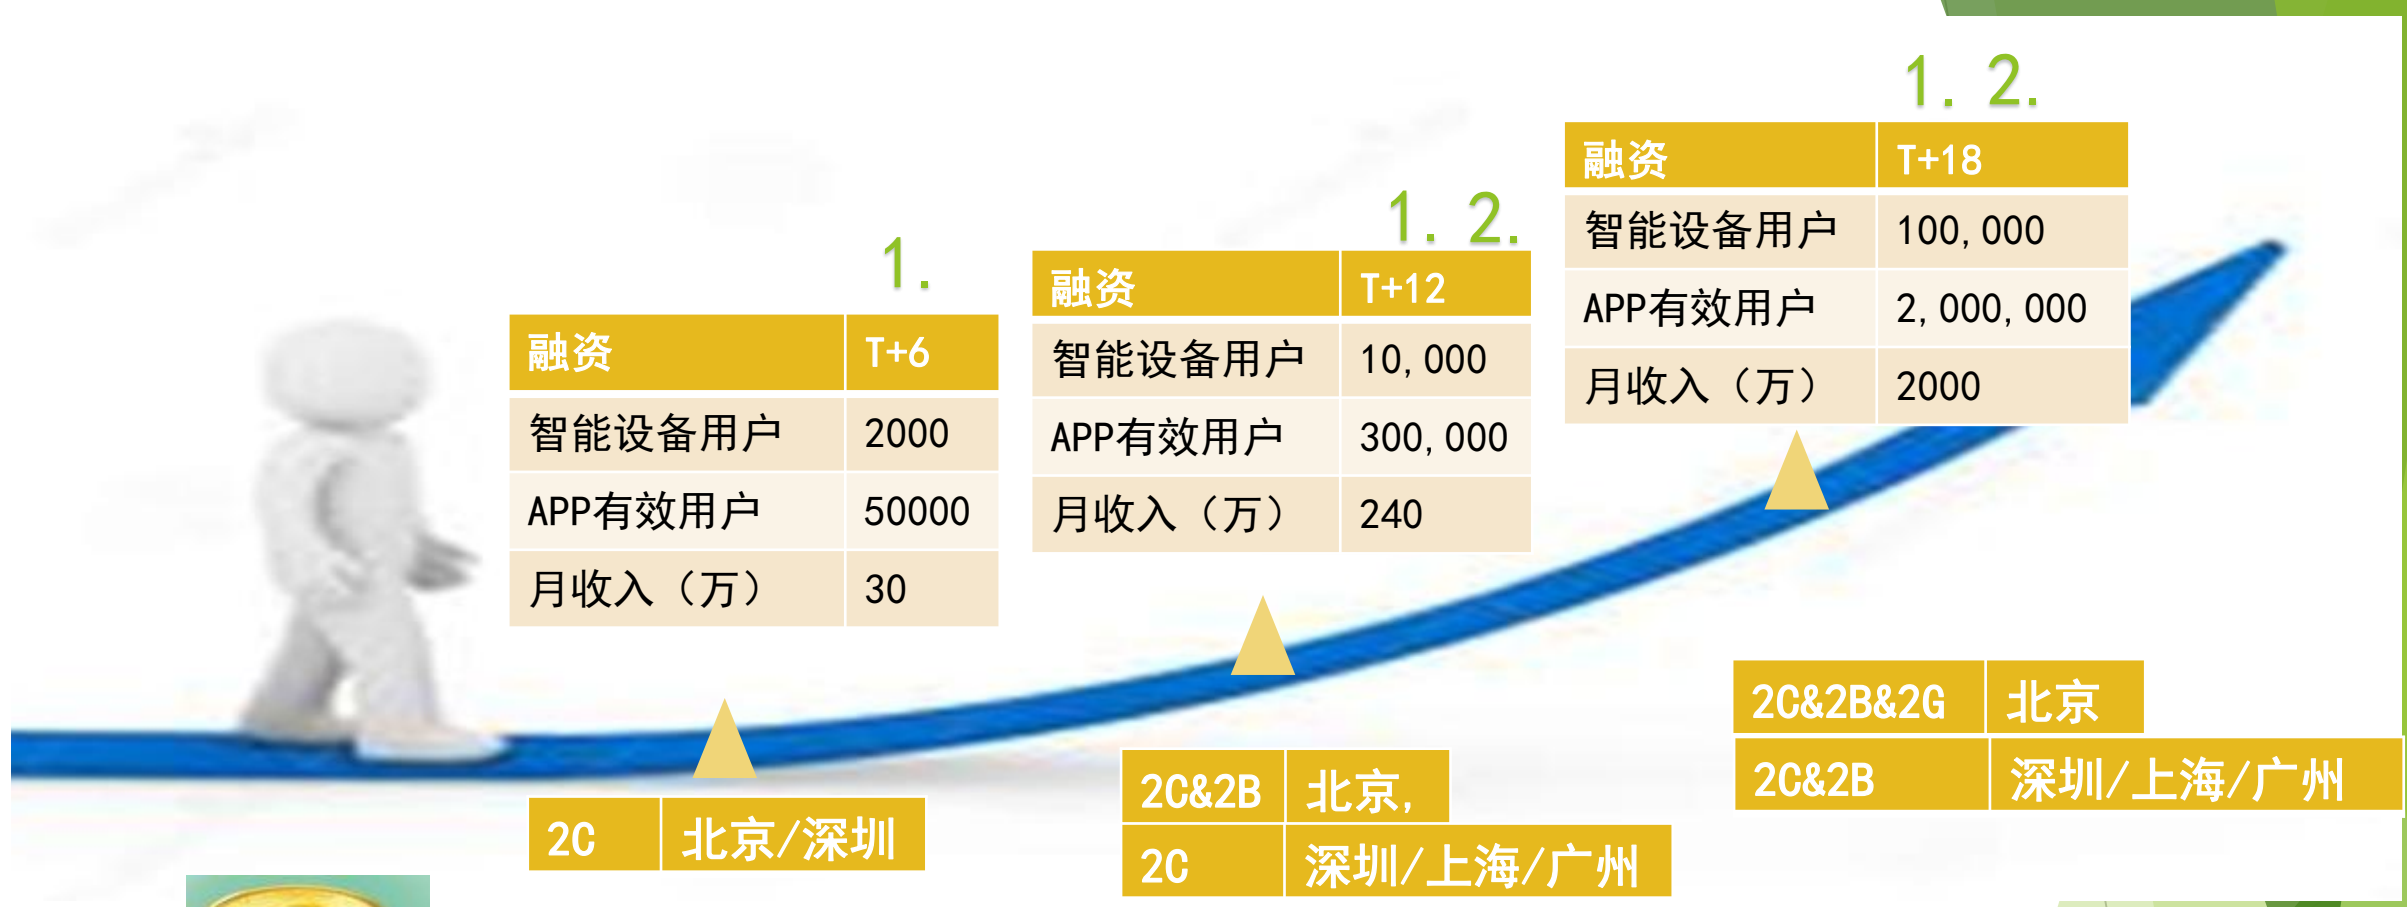 1.
融资 T+6
智能设备用户 2000
APP有效用户 50000
月收入（万） 30
2C 北京/深圳
1. 2.
融资 T+12
智能设备用户 10,000
APP有效用户 300,000
月收入（万） 240
2C&2B 北京,
2C 深圳/上海/广州
1. 2.
融资 T+18
智能设备用户 100,000
APP有效用户 2,000,000
月收入（万） 2000
2C&2B&2G 北京
2C&2B 深圳/上海/广州